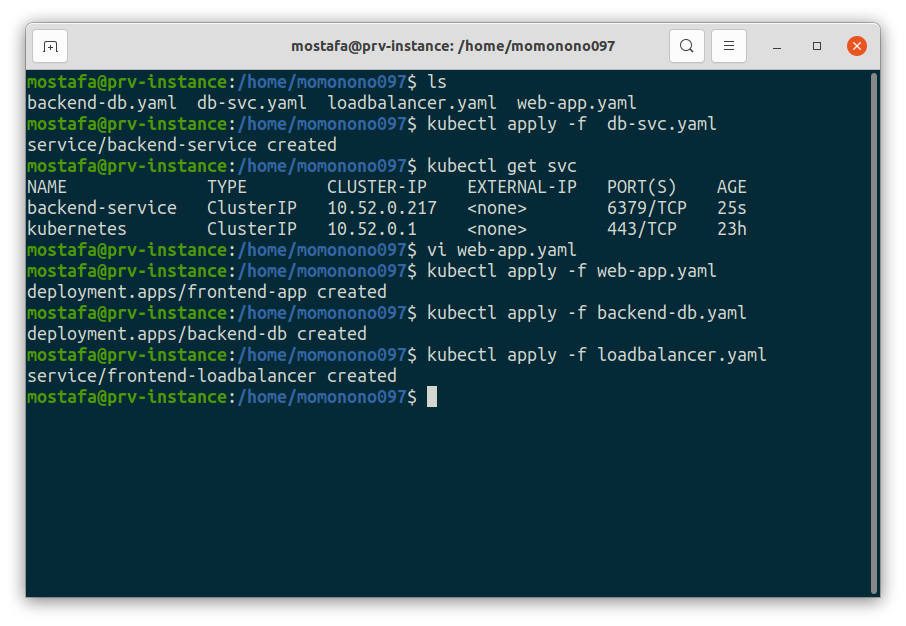 mostafa@prv-instance: /home/momonono097
mostafa@prv-instance:/home/momonono097$ ls
backend-db.yaml  db-svc.yaml  loadbalancer.yaml  web-app.yaml
mostafa@prv-instance:/home/momonono097$ kubectl apply -f  db-svc.yaml
service/backend-service created
mostafa@prv-instance:/home/momonono097$ kubectl get svc
NAME              TYPE        CLUSTER-IP    EXTERNAL-IP   PORT(S)    AGE
backend-service   ClusterIP   10.52.0.217   <none>        6379/TCP   25s
kubernetes        ClusterIP   10.52.0.1     <none>        443/TCP    23h
mostafa@prv-instance:/home/momonono097$ vi web-app.yaml
mostafa@prv-instance:/home/momonono097$ kubectl apply -f web-app.yaml
deployment.apps/frontend-app created
mostafa@prv-instance:/home/momonono097$ kubectl apply -f backend-db.yaml
deployment.apps/backend-db created
mostafa@prv-instance:/home/momonono097$ kubectl apply -f loadbalancer.yaml
service/frontend-loadbalancer created
mostafa@prv-instance:/home/momonono097$